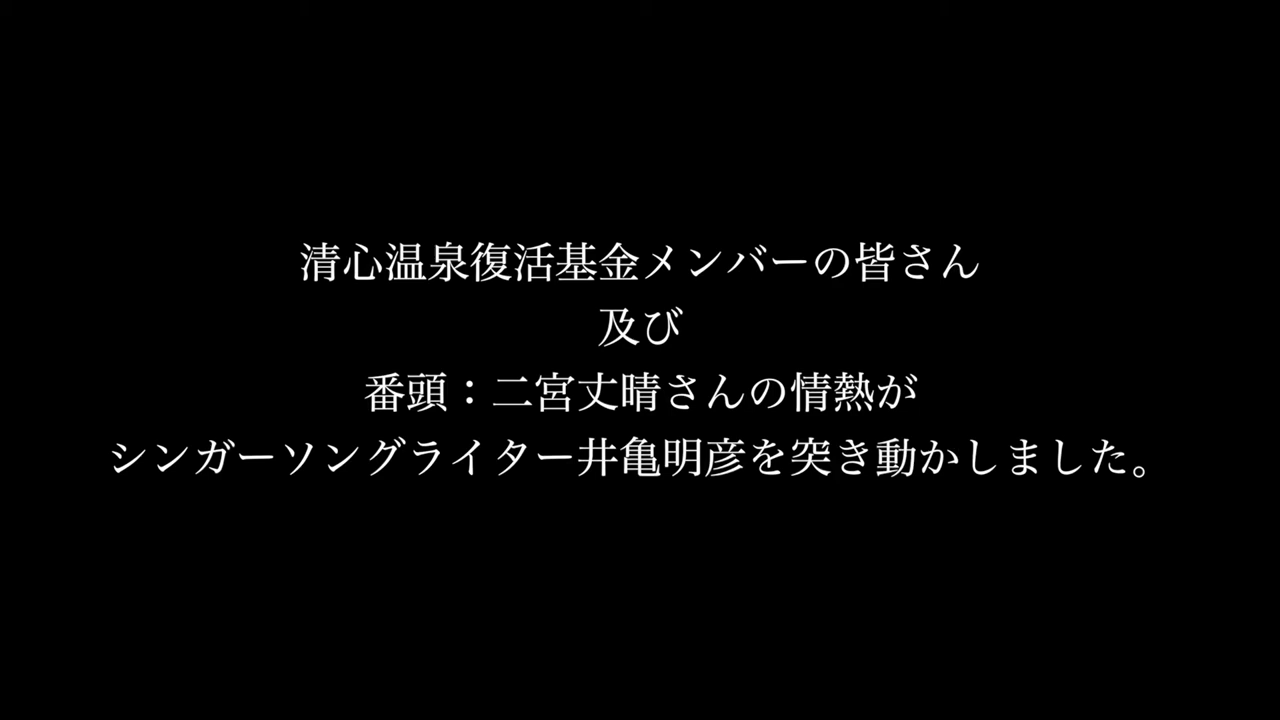 清心温泉復活基金メンバーの皆さん
及び
番頭：二宮丈晴さんの情熱が
シンガーソングライター井亀明彦を突き動かしました。